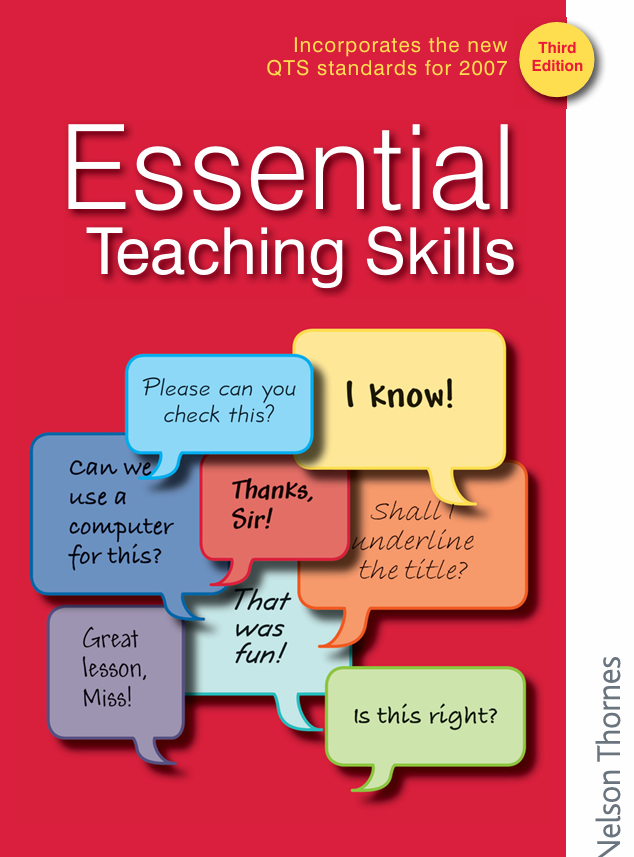 Incorporates the new
QTS standards for 2007
Third
Edition
Essential
Teaching Skills
Please can you
check this?
I know!
Can we
use a
computer
for this?
Thanks,
Sir!
Shall I
underline
the title?
That
was
fun!
Great
lesson,
Miss!
Is this right?
Nelson Thornes